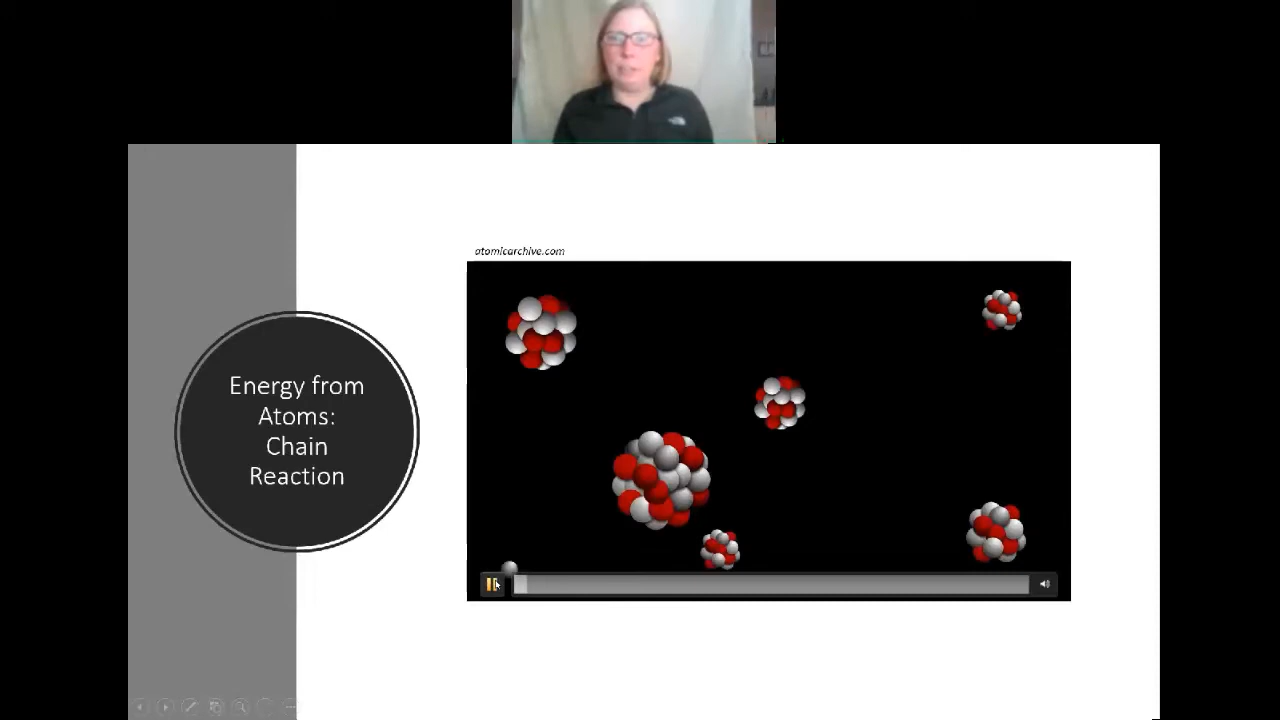 atomicarchive.com
Energy from
Atoms:
Chain
Reaction